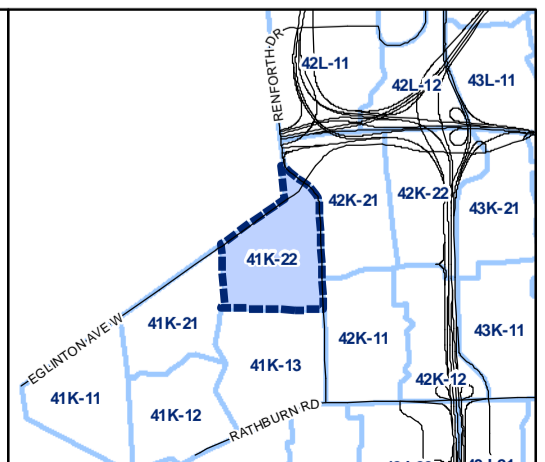 RENFORTH DR
42L-11
42L-12
43L-11
42K-21
42K-22
43K-21
41K-22
EGLINTON AVE W
41K-21
41K-13
42K-11
43K-11
41K-11
41K-12
42K-12
RATHBURN RD